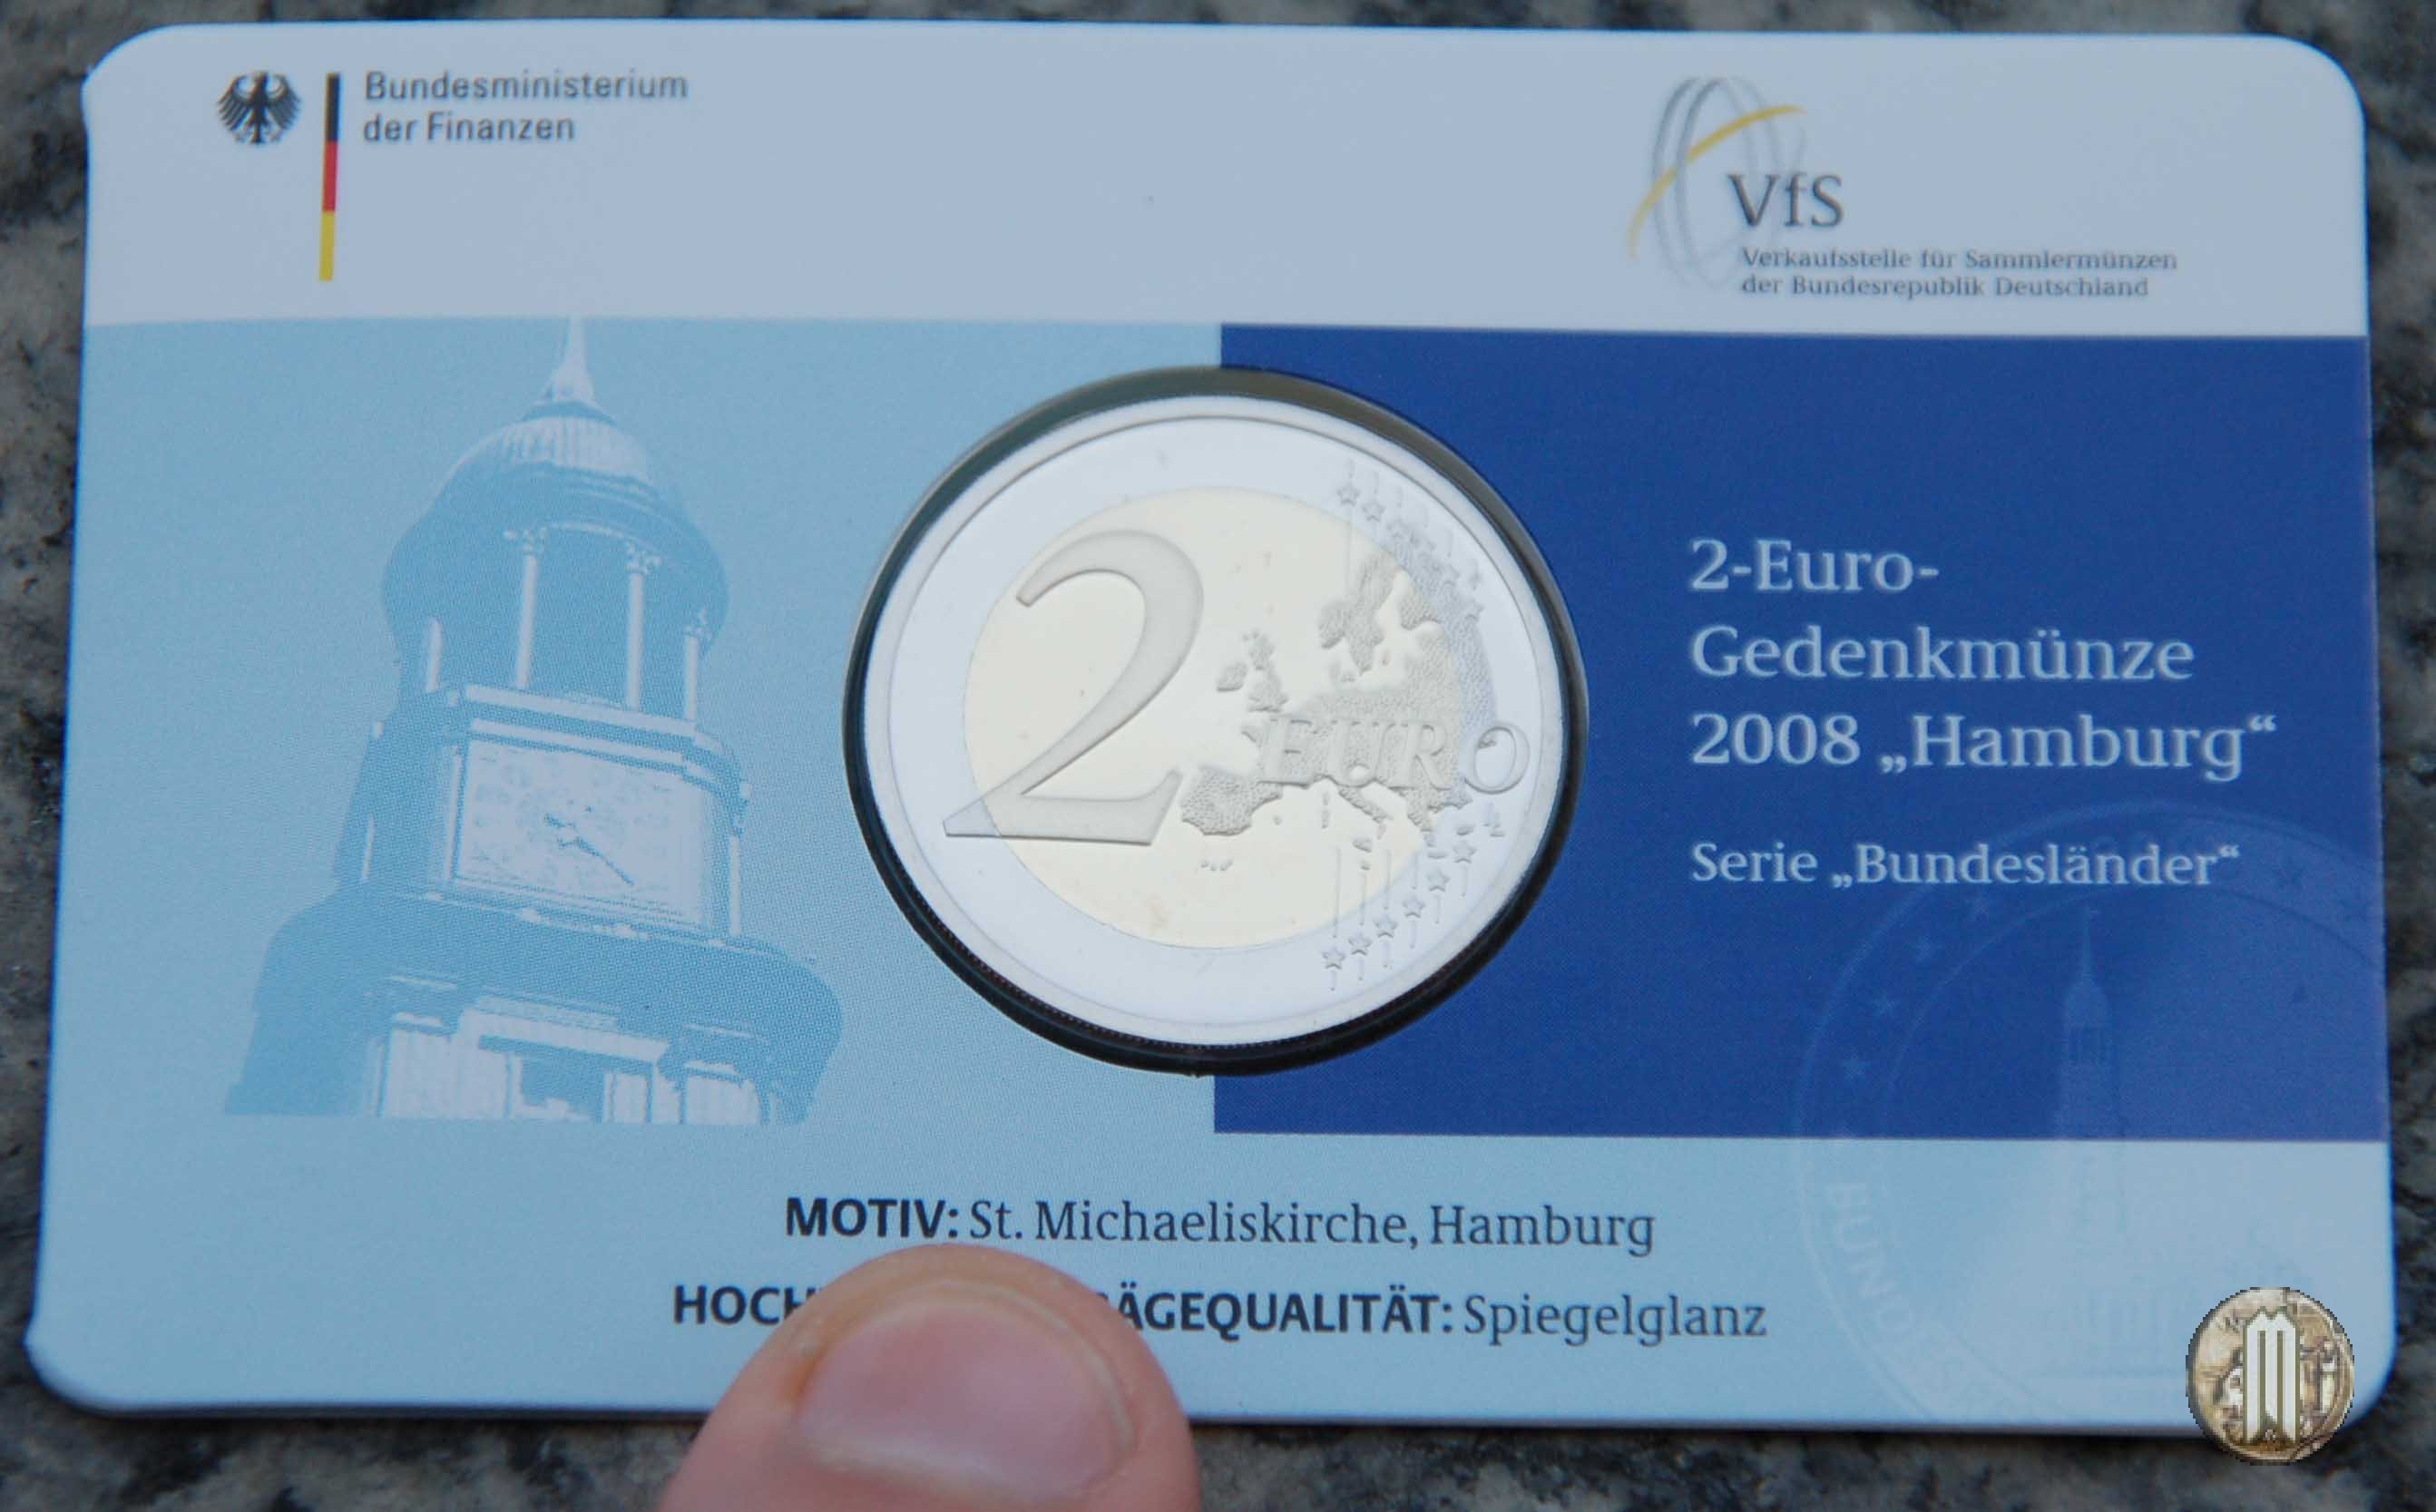 Bundesministerium
der Finanzen
VfS
Verkaufsstelle für Sammlermünzen
der Bundesrepublik Deutschland
2 EURO
2-Euro-
Gedenkmünze
2008 „Hamburg“
Serie „Bundesländer“
MOTIV: St. Michaeliskirche, Hamburg
HOCH ÄGEQUALITÄT: Spiegelglanz
BUND
M